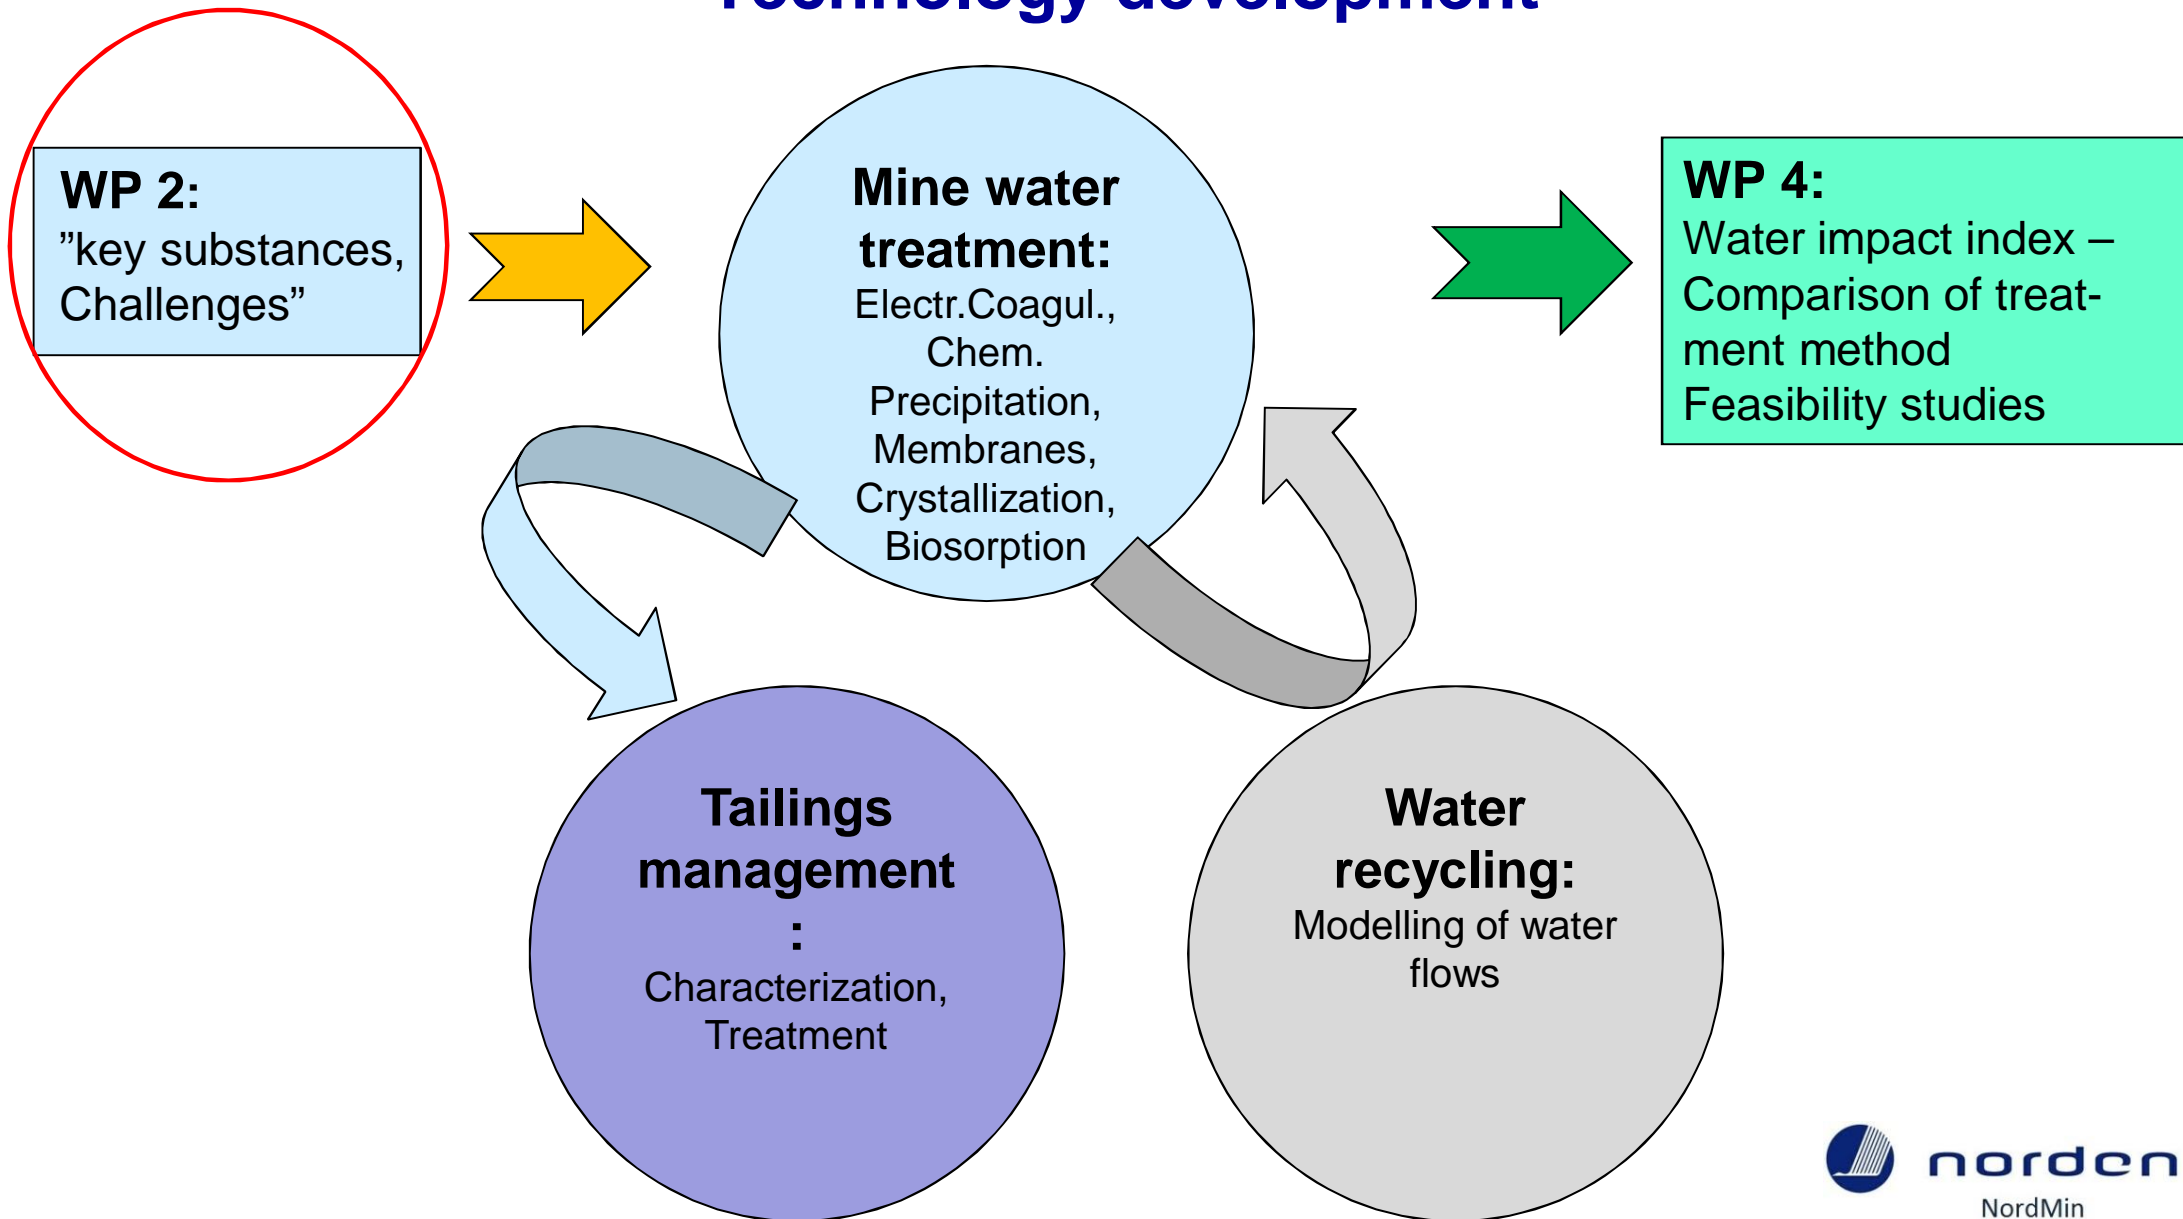 Technology development
WP 2:
”key substances,
Challenges”
Mine water
treatment:
Electr.Coagul.,
Chem.
Precipitation,
Membranes,
Crystallization,
Biosorption
WP 4:
Water impact index –
Comparison of treat-
ment method
Feasibility studies
Tailings
management
:
Characterization,
Treatment
Water
recycling:
Modelling of water
flows
norden
NordMin